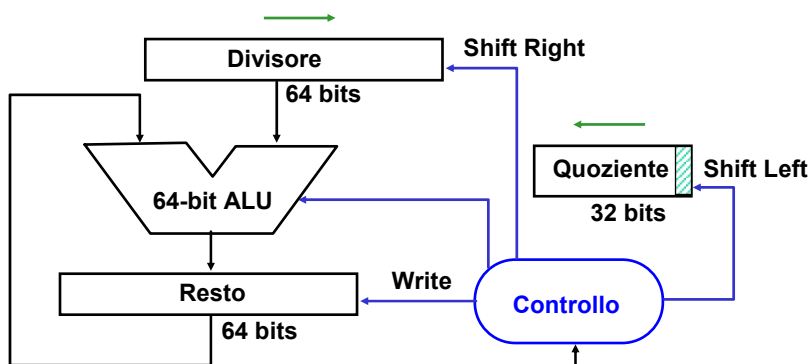 Divisore
Shift Right
64 bits
Quoziente
Shift Left
64-bit ALU
32 bits
Resto
Write
Controllo
64 bits